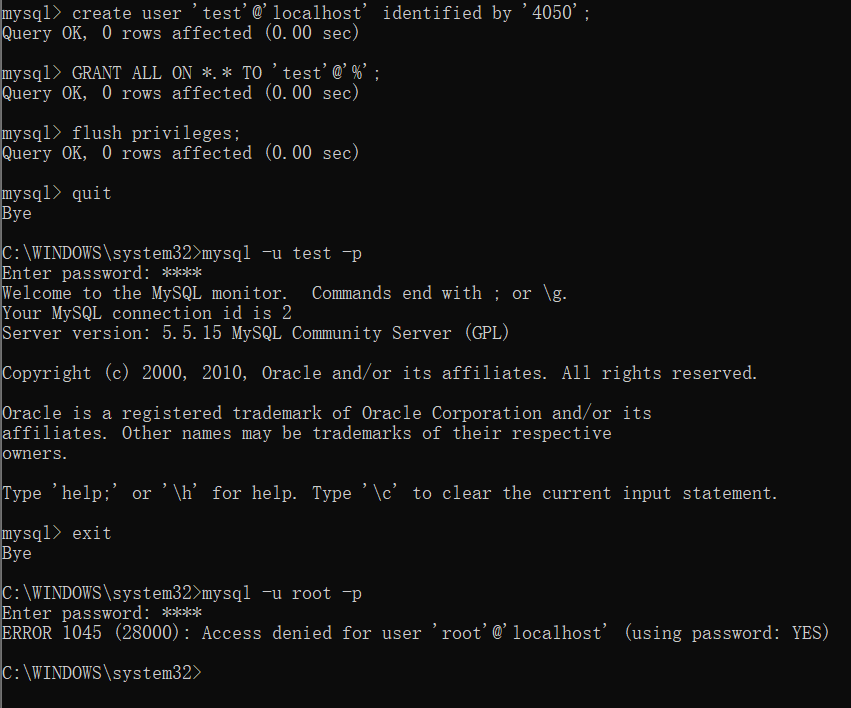 mysql> create user 'test'@'localhost' identified by '4050';
Query OK, 0 rows affected (0.00 sec)
mysql> GRANT ALL ON *.* TO 'test'@'%';
Query OK, 0 rows affected (0.00 sec)
mysql> flush privileges;
Query OK, 0 rows affected (0.00 sec)
mysql> quit
Bye
C:\WINDOWS\system32>mysql -u test -p
Enter password: ****
Welcome to the MySQL monitor.  Commands end with ; or \g.
Your MySQL connection id is 2
Server version: 5.5.15 MySQL Community Server (GPL)
Copyright (c) 2000, 2010, Oracle and/or its affiliates. All rights reserved.
Oracle is a registered trademark of Oracle Corporation and/or its
affiliates. Other names may be trademarks of their respective
owners.
Type 'help;' or '\h' for help. Type '\c' to clear the current input statement.
mysql> exit
Bye
C:\WINDOWS\system32>mysql -u root -p
Enter password: ****
ERROR 1045 (28000): Access denied for user 'root'@'localhost' (using password: YES)
C:\WINDOWS\system32>